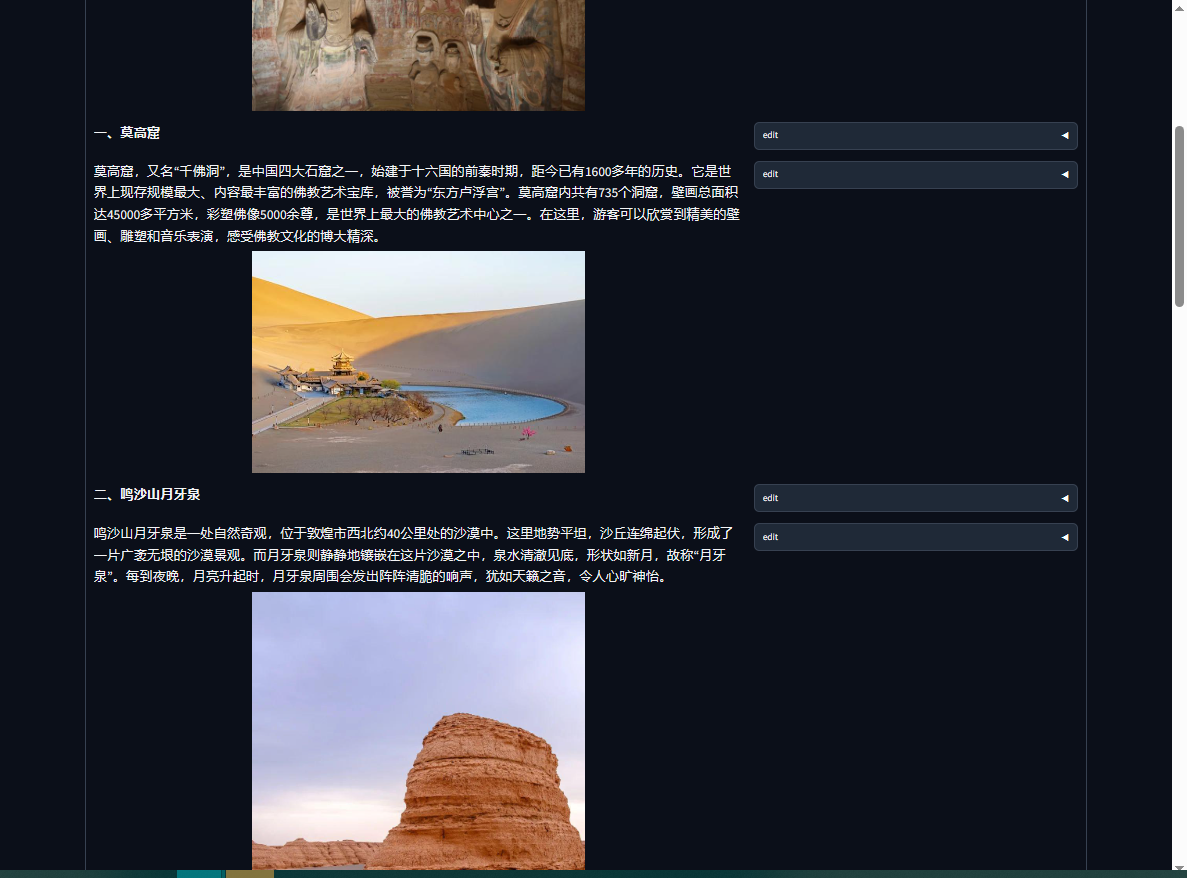 一、莫高窟
edit
莫高窟，又名“千佛洞”，是中国四大石窟之一，始建于十六国的前秦时期，距今已有1600多年的历史。它是世
edit
界上现存规模最大、内容最丰富的佛教艺术宝库，被誉为“东方卢浮宫”。莫高窟内共有735个洞窟，壁画总面积
达45000多平方米，彩塑佛像5000余尊，是世界上最大的佛教艺术中心之一。在这里，游客可以欣赏到精美的壁
画、雕塑和音乐表演，感受佛教文化的博大精深。
二、鸣沙山月牙泉
edit
鸣沙山月牙泉是一处自然奇观，位于敦煌市西北约40公里处的沙漠中。这里地势平坦，沙丘连绵起伏，形成了
edit
一片广袤无垠的沙漠景观。而月牙泉则静静地镶嵌在这片沙漠之中，泉水清澈见底，形状如新月，故称“月牙
泉”。每到夜晚，月亮升起时，月牙泉周围会发出阵阵清脆的响声，犹如天籁之音，令人心旷神怡。